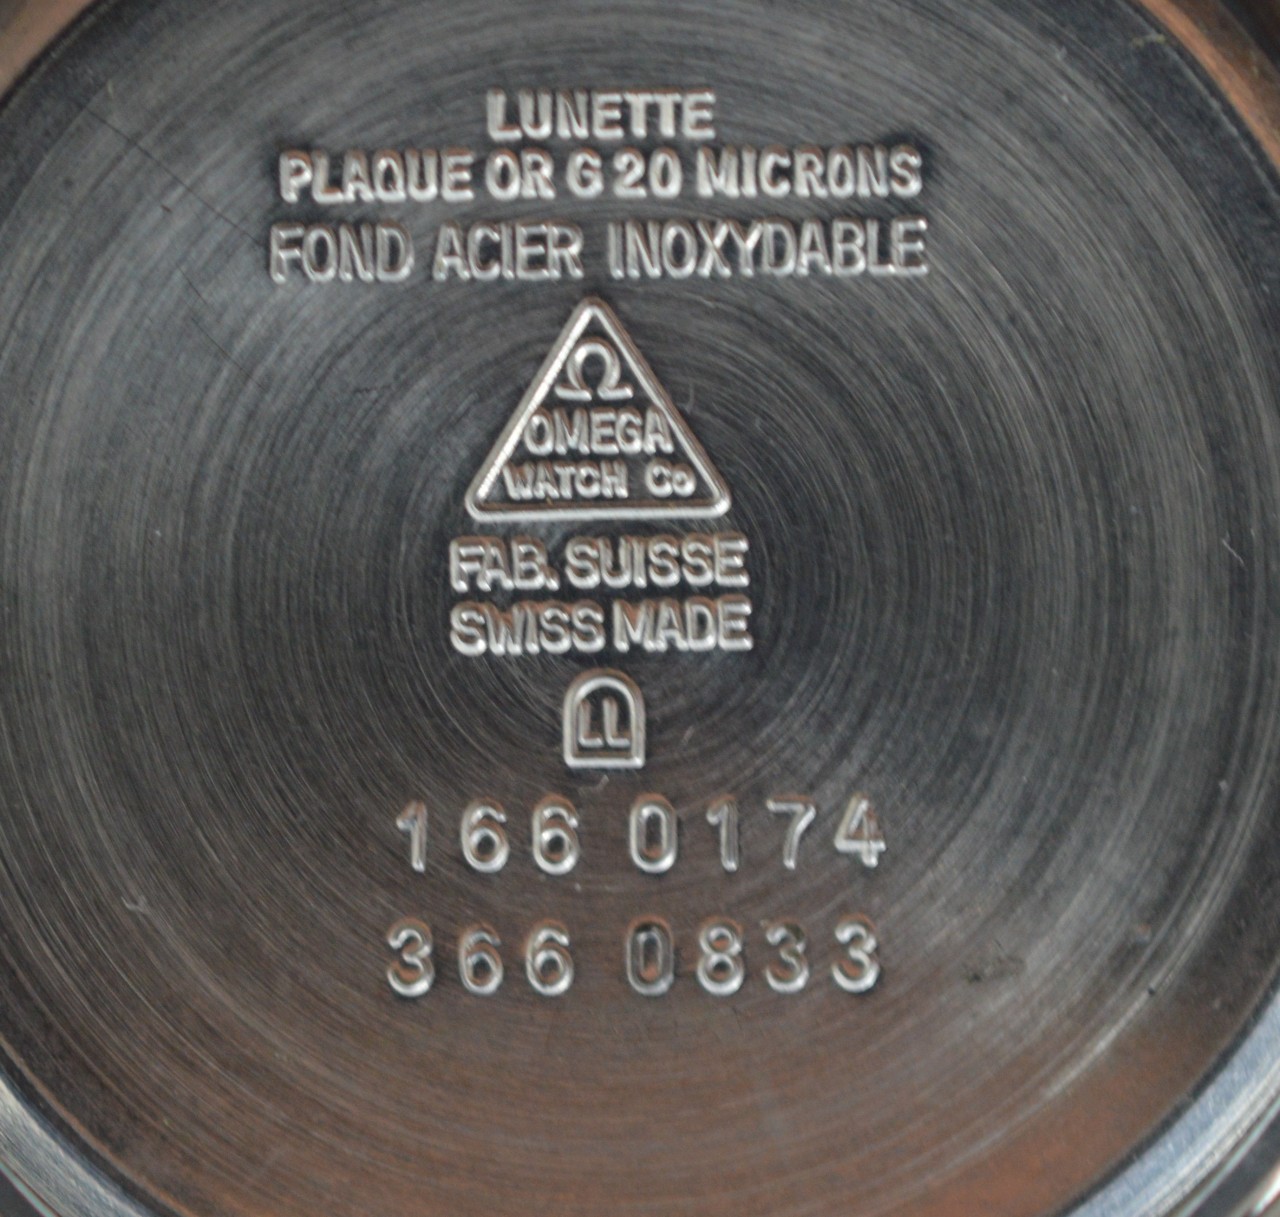 LUNETTE
PLAQUE OR G 20 MICRONS
FOND ACIER INOXYDABLE
Ω
OMEGA
WATCH Co
FAB. SUISSE
SWISS MADE
LL
166 0174
366 0833